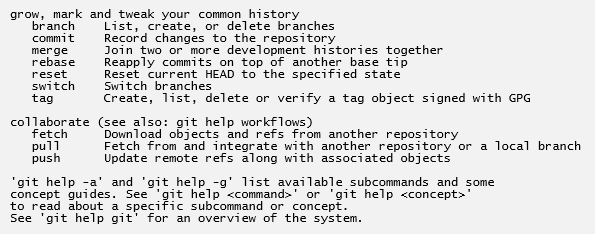 grow, mark and tweak your common history
   branch    List, create, or delete branches
   commit    Record changes to the repository
   merge     Join two or more development histories together
   rebase    Reapply commits on top of another base tip
   reset     Reset current HEAD to the specified state
   switch    Switch branches
   tag       Create, list, delete or verify a tag object signed with GPG

collaborate (see also: git help workflows)
   fetch     Download objects and refs from another repository
   pull      Fetch from and integrate with another repository or a local branch
   push      Update remote refs along with associated objects

'git help -a' and 'git help -g' list available subcommands and some
concept guides. See 'git help <command>' or 'git help <concept>'
to read about a specific subcommand or concept.
See 'git help git' for an overview of the system.